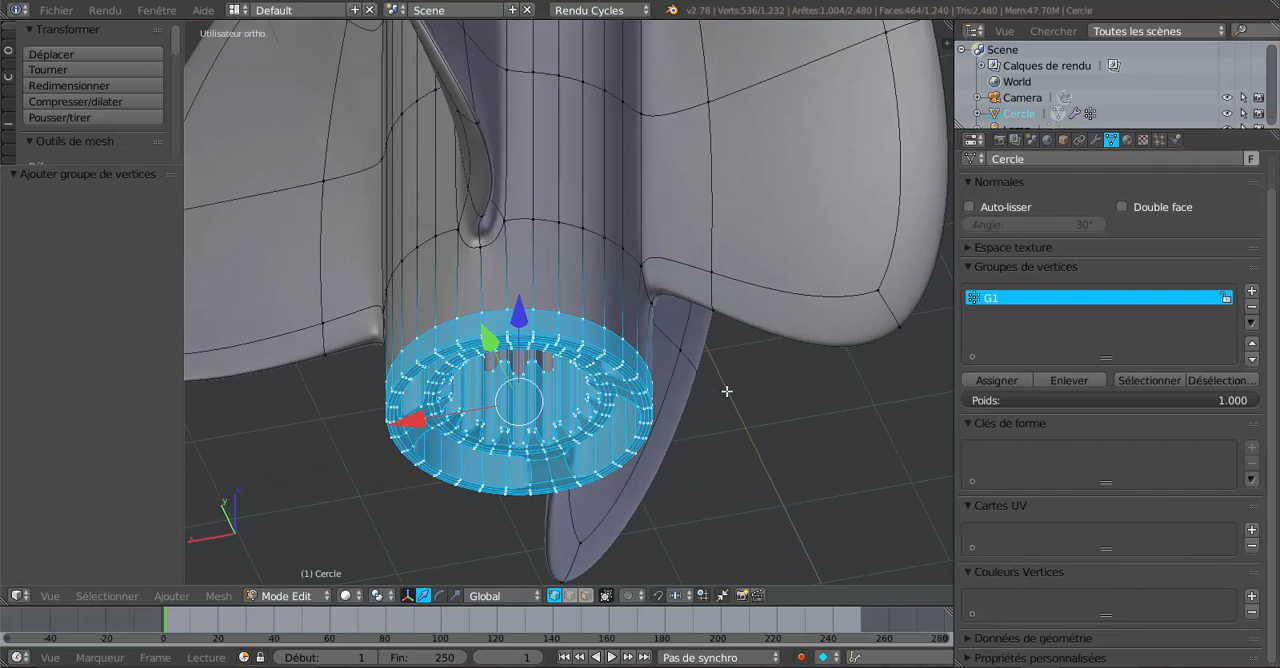 Fichier Rendu Fenêtre Aide Default Scene Rendu Cycles v2.78 | Verts:536/1,232 | Arêtes:1,004/2,480 | Faces:464/1,240 | Tris:2,480 | Mem:47.70M | Cercle
Transformer
Déplacer
Tourner
Redimensionner
Compresser/dilater
Pousser/tirer
Outils de mesh
Ajouter groupe de vertices
Utilisateur ortho.
y
(1) Cercle
Vue Sélectionner Ajouter Mesh Mode Edit Global
-40 -20 0 20 40 60 80 100 120 140 160 180 200 220 240 260 280
Vue Marqueur Frame Lecture Début: 1 Fin: 250 1 Pas de synchro
Vue Chercher Toutes les scènes
Scene
Calques de rendu
World
Camera
Cercle
Cercle F
Normales
Auto-lisser Double face
Angle: 30°
Espace texture
Groupes de vertices
G1
Assigner Enlever Sélectionner Désélection...
Poids: 1.000
Clés de forme
Cartes UV
Couleurs Vertices
Données de géométrie
Propriétés personnalisées